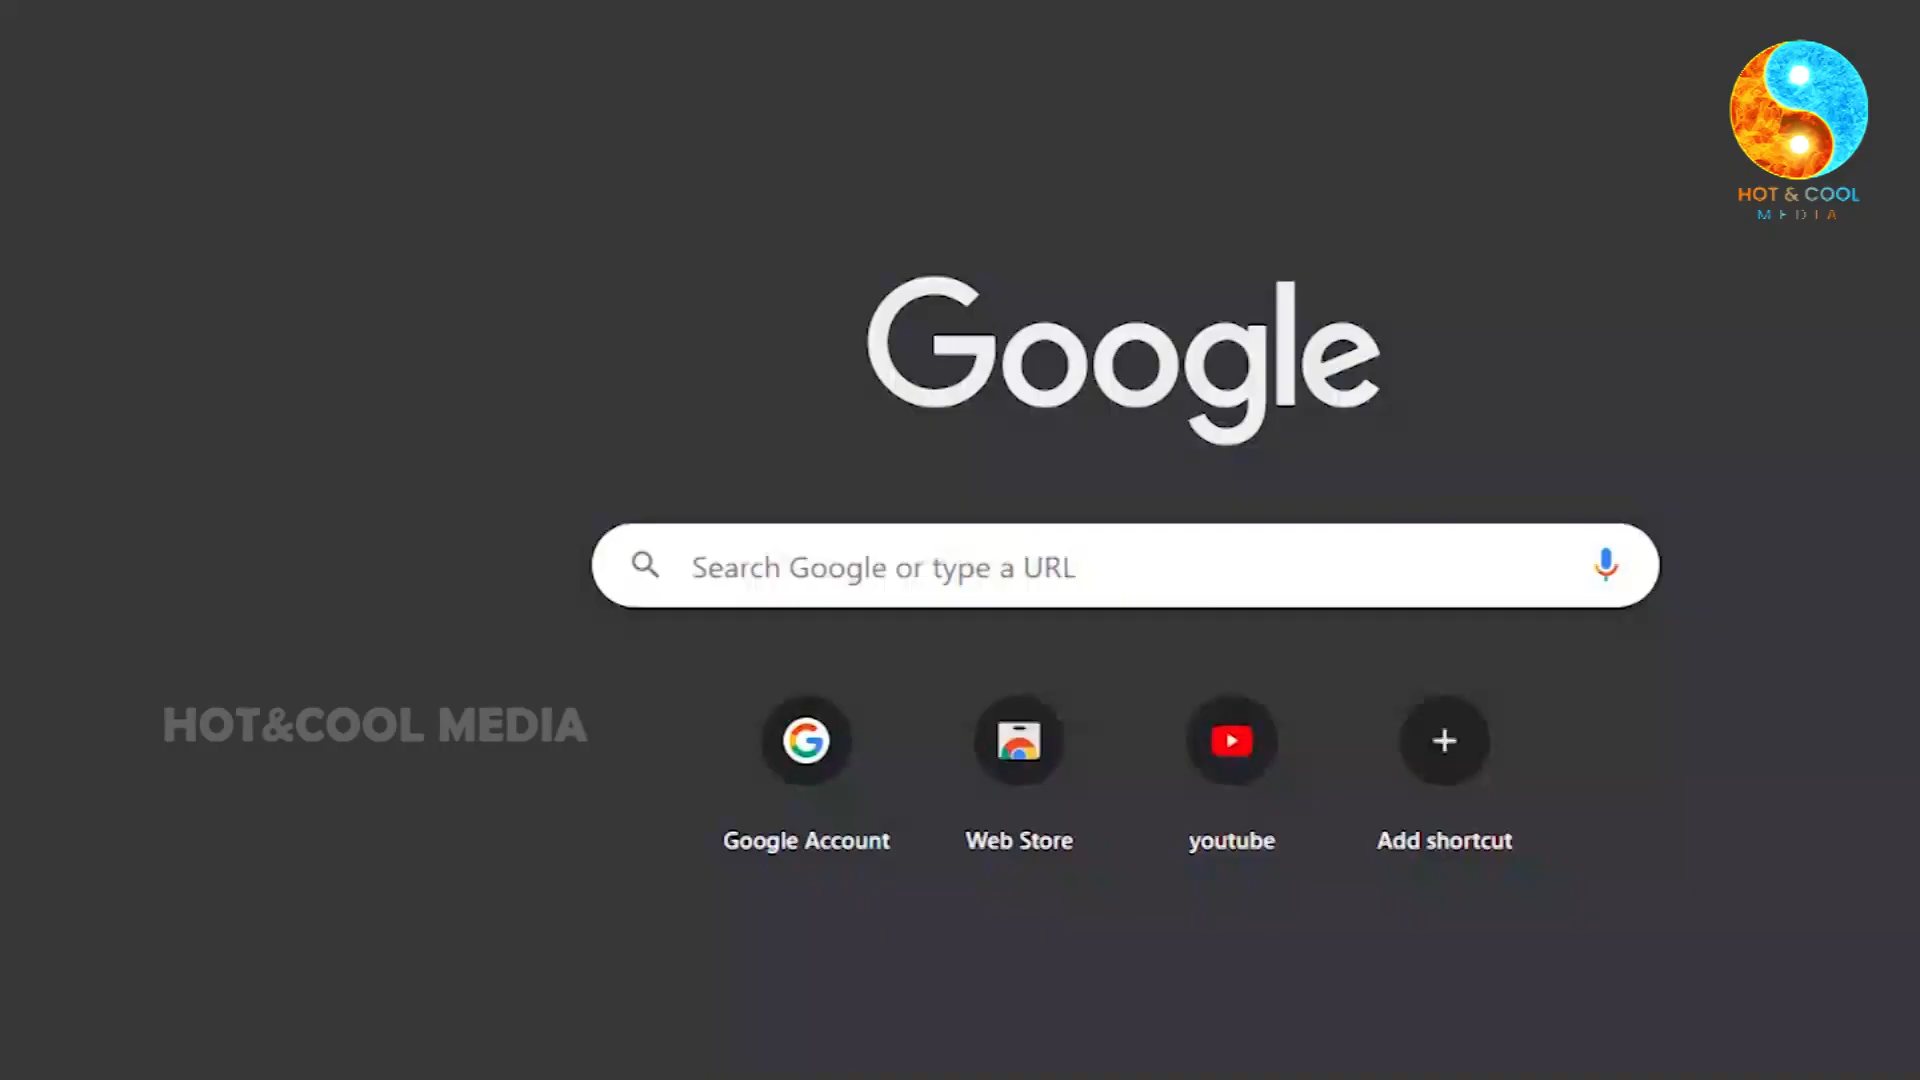 HOT & COOL
MEDIA
Google
Search Google or type a URL
HOT&COOL MEDIA
Google Account
Web Store
youtube
Add shortcut